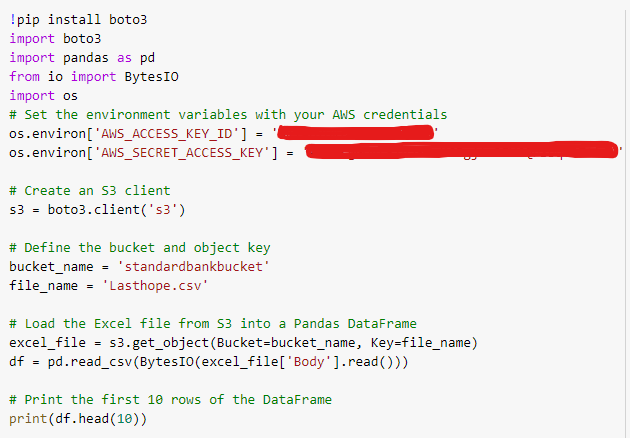 !pip install boto3
import boto3
import pandas as pd
from io import BytesIO
import os
# Set the environment variables with your AWS credentials
os.environ['AWS_ACCESS_KEY_ID'] = ' '
os.environ['AWS_SECRET_ACCESS_KEY'] = ' '
# Create an S3 client
s3 = boto3.client('s3')
# Define the bucket and object key
bucket_name = 'standardbankbucket'
file_name = 'Lasthope.csv'
# Load the Excel file from S3 into a Pandas DataFrame
excel_file = s3.get_object(Bucket=bucket_name, Key=file_name)
df = pd.read_csv(BytesIO(excel_file['Body'].read()))
# Print the first 10 rows of the DataFrame
print(df.head(10))